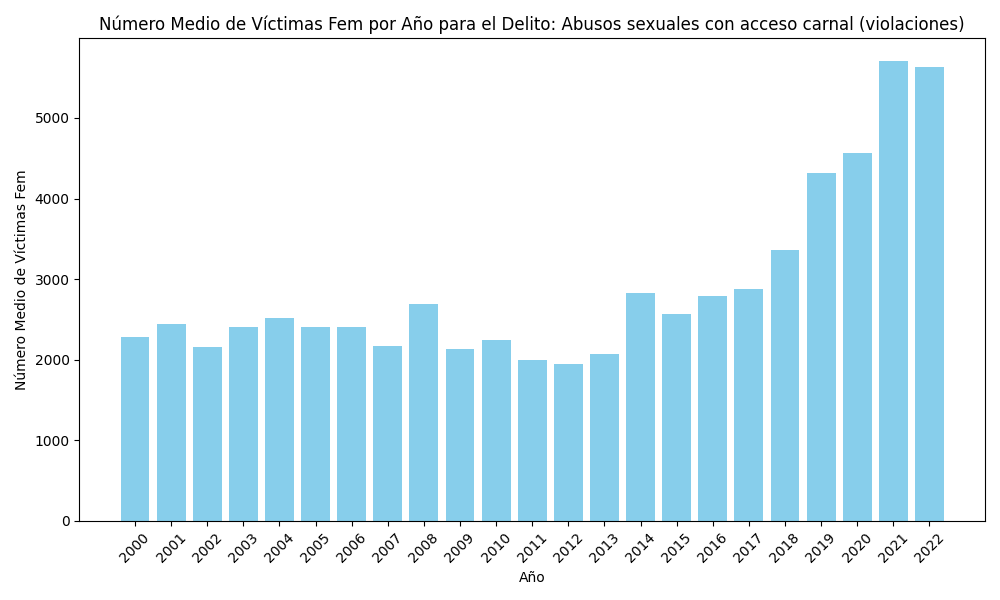 Número Medio de Víctimas Fem por Año para el Delito: Abusos sexuales con acceso carnal (violaciones)
Número Medio de Víctimas Fem
5000
4000
3000
2000
1000
0
2000 2001 2002 2003 2004 2005 2006 2007 2008 2009 2010 2011 2012 2013 2014 2015 2016 2017 2018 2019 2020 2021 2022
Año